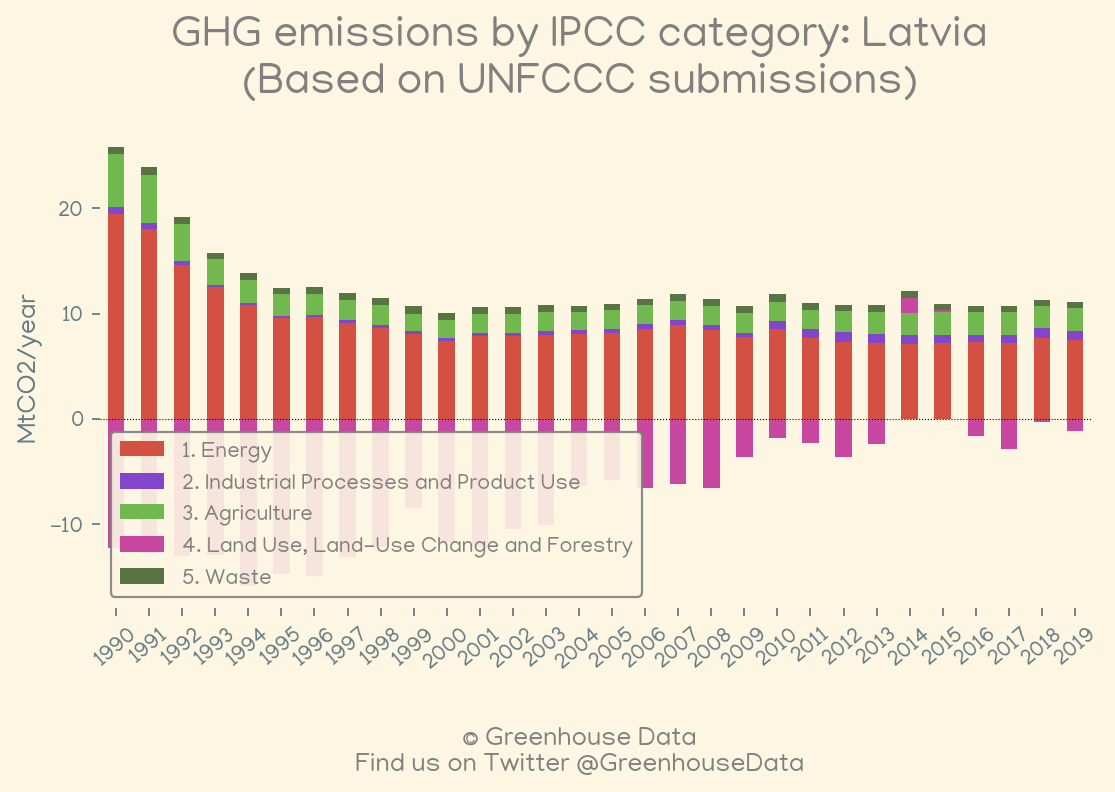 GHG emissions by IPCC category: Latvia
(Based on UNFCCC submissions)
MtCO2/year
20
10
0
−10
1. Energy
2. Industrial Processes and Product Use
3. Agriculture
4. Land Use, Land-Use Change and Forestry
5. Waste
1990 1991 1992 1993 1994 1995 1996 1997 1998 1999 2000 2001 2002 2003 2004 2005 2006 2007 2008 2009 2010 2011 2012 2013 2014 2015 2016 2017 2018 2019
© Greenhouse Data
Find us on Twitter @GreenhouseData